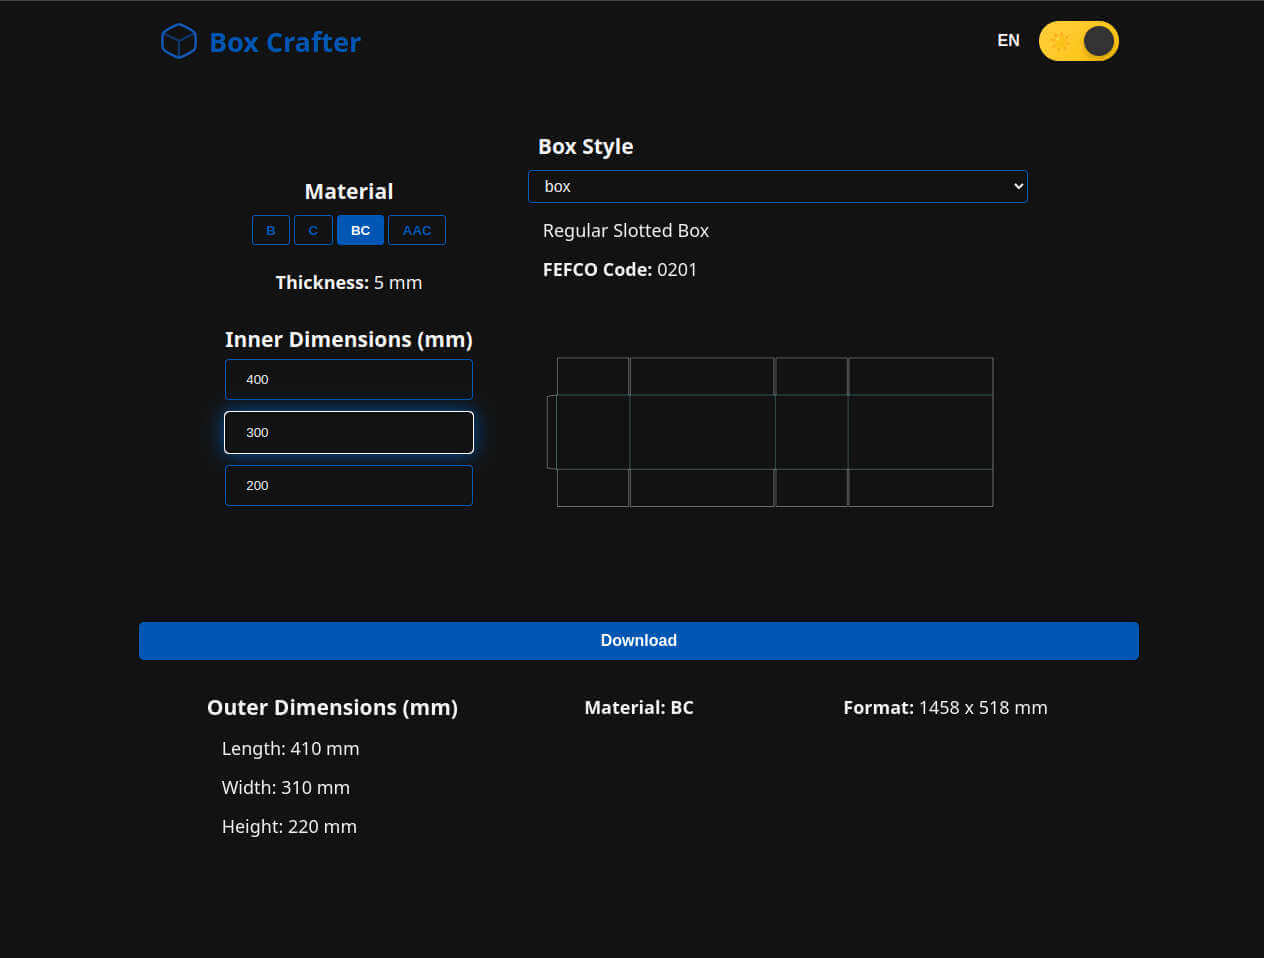 Box Crafter
EN
Material
B C BC AAC
Thickness: 5 mm
Inner Dimensions (mm)
400
300
200
Box Style
box
Regular Slotted Box
FEFCO Code: 0201
Download
Outer Dimensions (mm)
Length: 410 mm
Width: 310 mm
Height: 220 mm
Material: BC
Format: 1458 x 518 mm